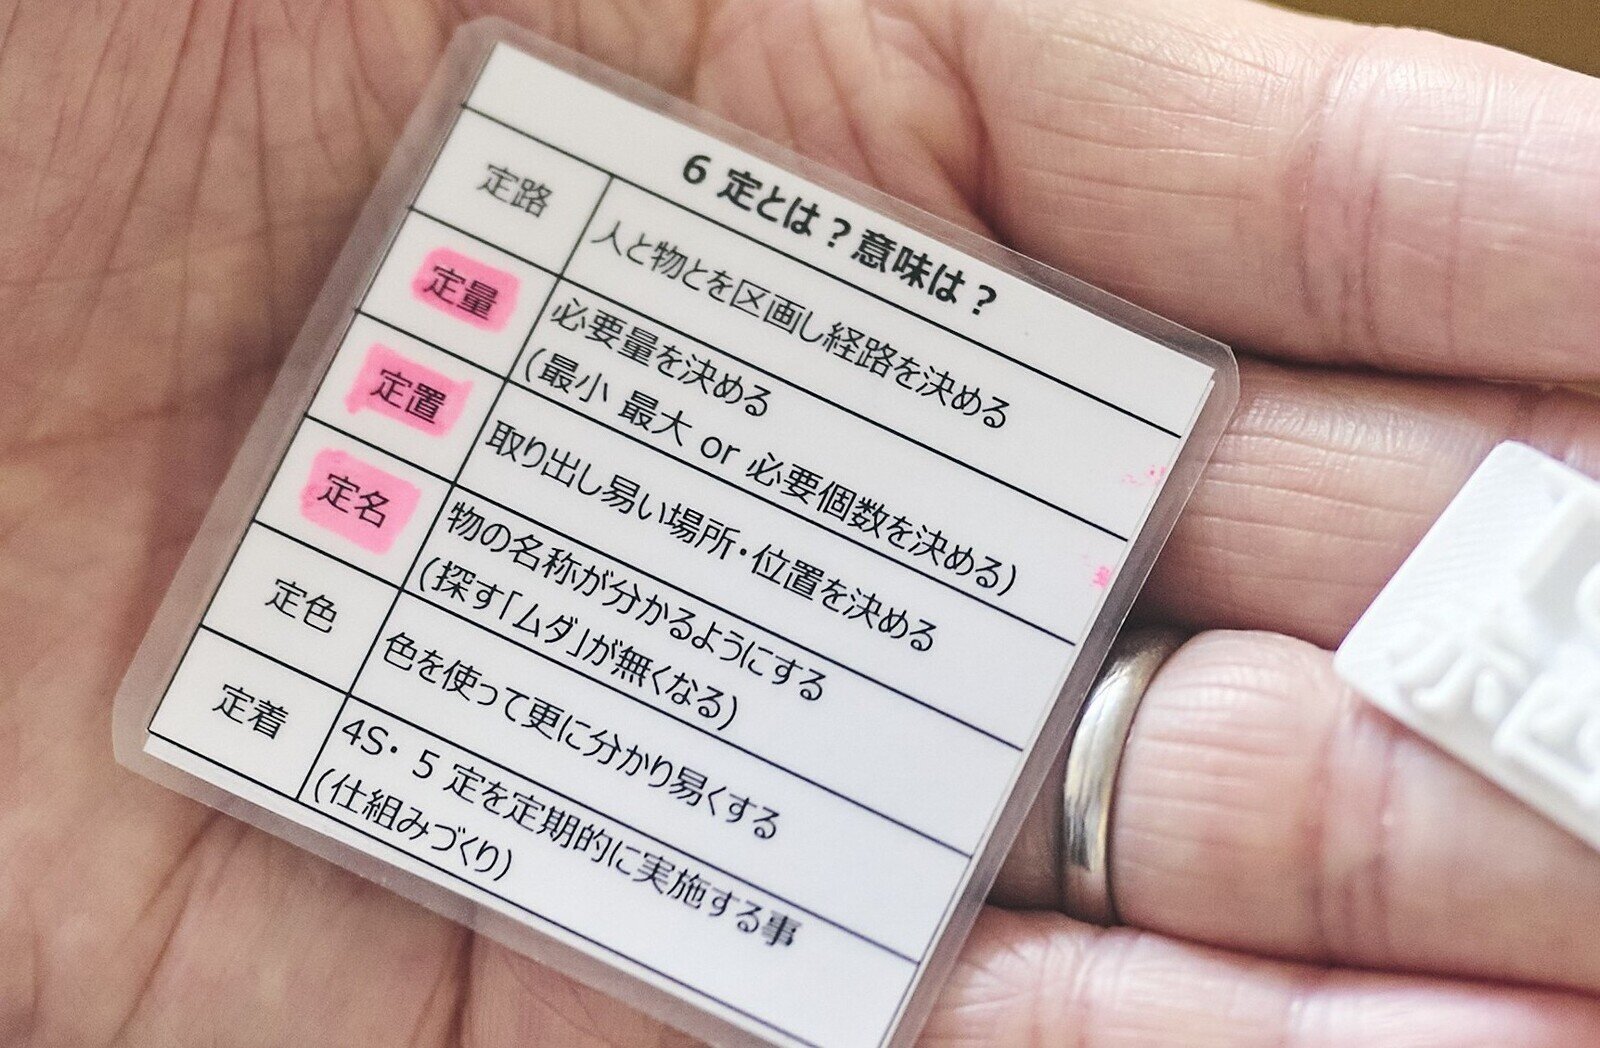 6定とは？意味は？
定路
人と物とを区画し経路を決める
定量
必要量を決める
(最小 最大 or 必要個数を決める)
定置
取り出し易い場所・位置を決める
定名
物の名称が分かるようにする
(探す「ムダ」が無くなる)
定色
色を使って更に分かり易くする
定着
4S・５定を定期的に実施する事
(仕組みづくり)